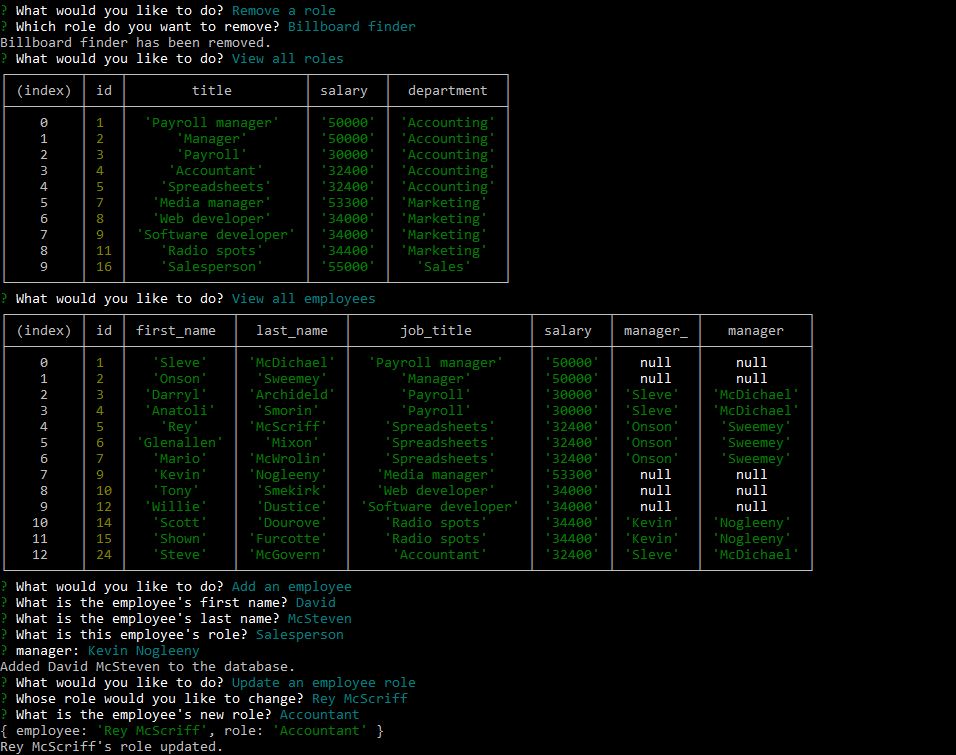 ? What would you like to do? Remove a role
? Which role do you want to remove? Billboard finder
Billboard finder has been removed.
? What would you like to do? View all roles
(index) id title salary department
0 1 'Payroll manager' '50000' 'Accounting'
1 2 'Manager' '50000' 'Accounting'
2 3 'Payroll' '30000' 'Accounting'
3 4 'Accountant' '32400' 'Accounting'
4 5 'Spreadsheets' '32400' 'Accounting'
5 7 'Media manager' '53300' 'Marketing'
6 8 'Web developer' '34000' 'Marketing'
7 9 'Software developer' '34000' 'Marketing'
8 11 'Radio spots' '34400' 'Marketing'
9 16 'Salesperson' '55000' 'Sales'
? What would you like to do? View all employees
(index) id first_name last_name job_title salary manager_ manager
0 1 'Sleve' 'McDichael' 'Payroll manager' '50000' null null
1 2 'Onson' 'Sweemey' 'Manager' '50000' null null
2 3 'Darryl' 'Archideld' 'Payroll' '30000' 'Sleve' 'McDichael'
3 4 'Anatoli' 'Smorin' 'Payroll' '30000' 'Sleve' 'McDichael'
4 5 'Rey' 'McScriff' 'Spreadsheets' '32400' 'Onson' 'Sweemey'
5 6 'Glenallen' 'Mixon' 'Spreadsheets' '32400' 'Onson' 'Sweemey'
6 7 'Mario' 'McWrolin' 'Spreadsheets' '32400' 'Onson' 'Sweemey'
7 9 'Kevin' 'Nogleeny' 'Media manager' '53300' null null
8 10 'Tony' 'Smekirk' 'Web developer' '34000' null null
9 12 'Willie' 'Dustice' 'Software developer' '34000' null null
10 14 'Scott' 'Dourove' 'Radio spots' '34400' 'Kevin' 'Nogleeny'
11 15 'Shown' 'Furcotte' 'Radio spots' '34400' 'Kevin' 'Nogleeny'
12 24 'Steve' 'McGovern' 'Accountant' '32400' 'Sleve' 'McDichael'
? What would you like to do? Add an employee
? What is the employee's first name? David
? What is the employee's last name? McSteven
? What is this employee's role? Salesperson
? manager: Kevin Nogleeny
Added David McSteven to the database.
? What would you like to do? Update an employee role
? Whose role would you like to change? Rey McScriff
? What is the employee's new role? Accountant
{ employee: 'Rey McScriff', role: 'Accountant' }
Rey McScriff's role updated.